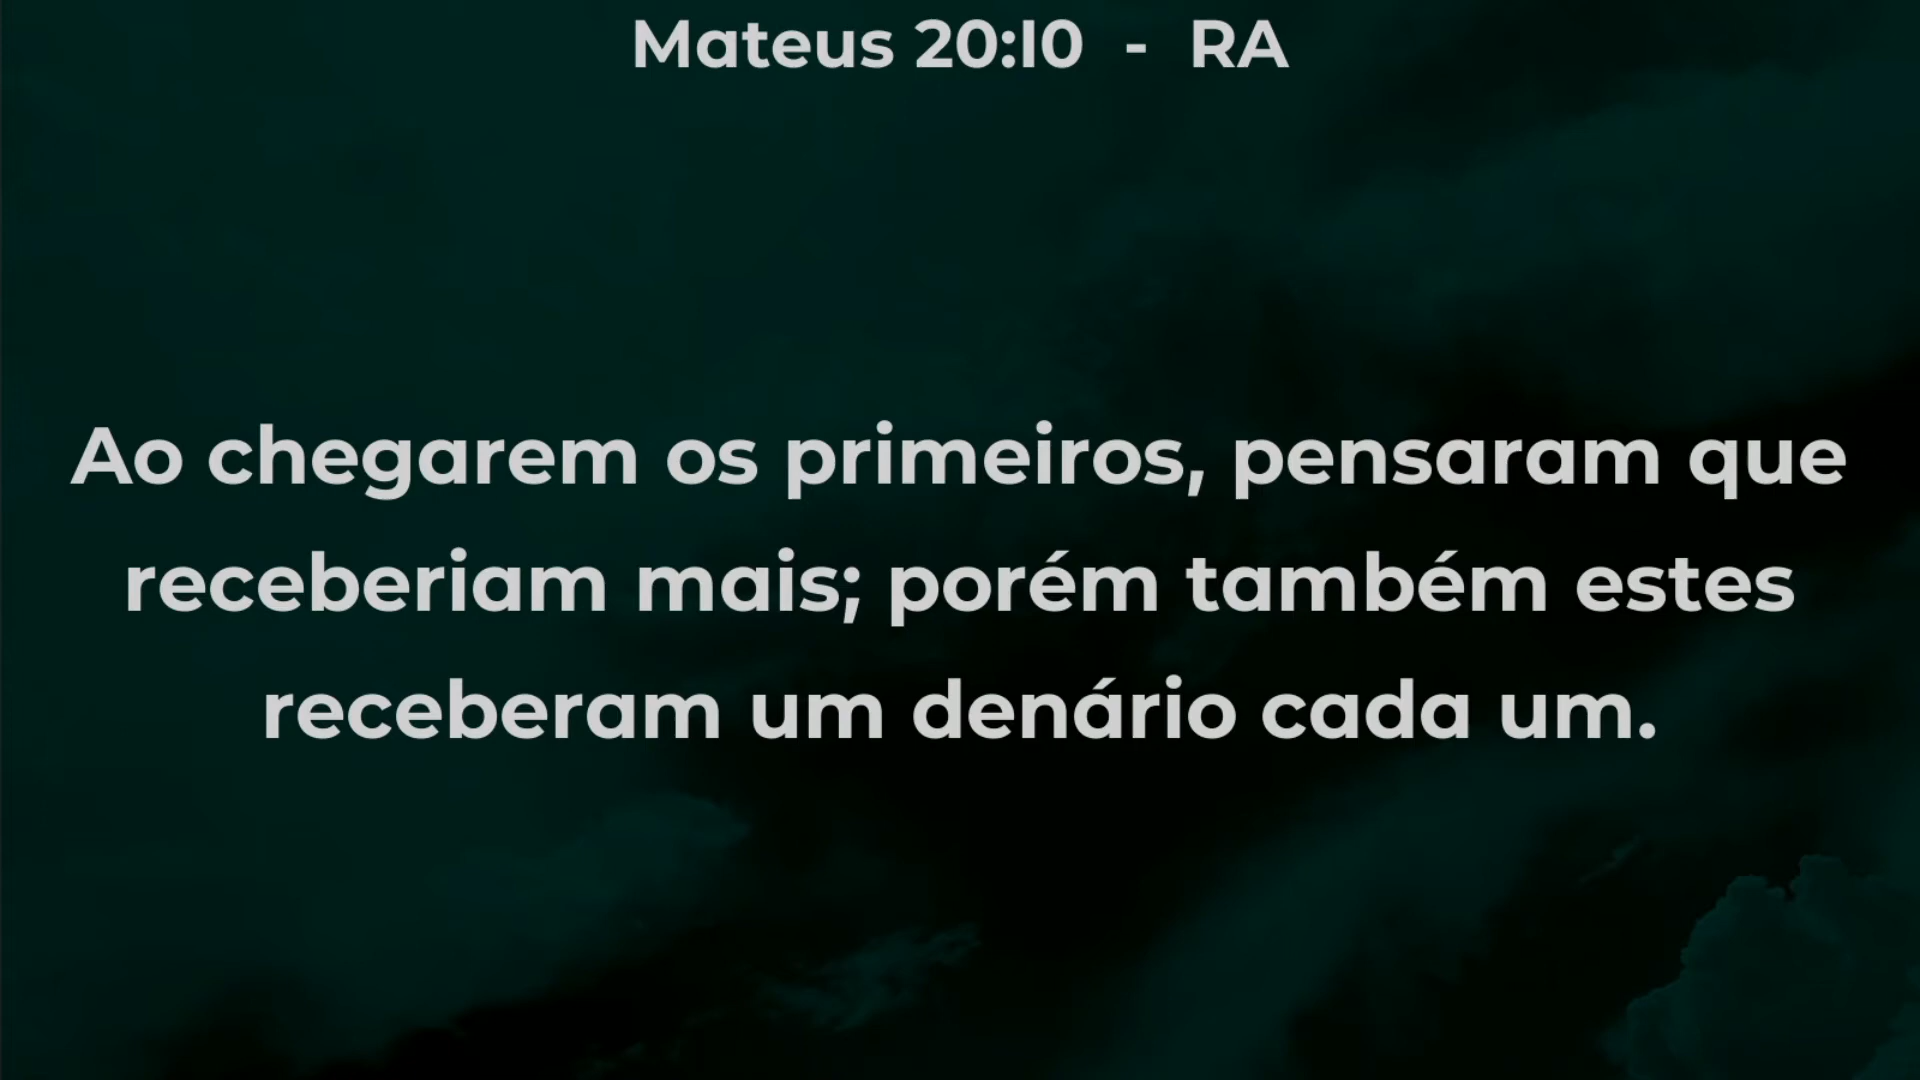 Mateus 20:10 - RA
Ao chegarem os primeiros, pensaram que
receberiam mais; porém também estes
receberam um denário cada um.